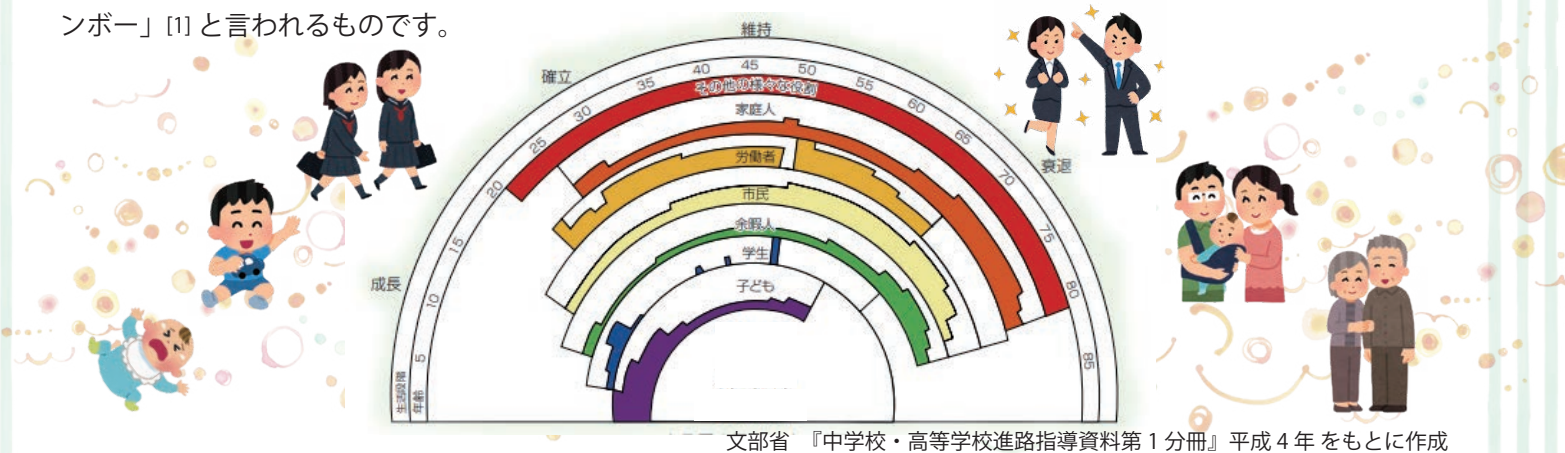 ンボー」[1] と言われるものです。
維持
確立
衰退
成長
生活段階
年齢
5
10
15
20
25
30
35
40
45
50
55
60
65
70
75
80
85
その他の様々な役割
家庭人
労働者
市民
余暇人
学生
子ども
文部省 『中学校・高等学校進路指導資料第 1 分冊』平成 4 年 をもとに作成